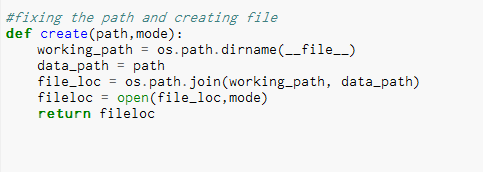 #fixing the path and creating file
def create(path,mode):
    working_path = os.path.dirname(__file__)
    data_path = path
    file_loc = os.path.join(working_path, data_path)
    fileloc = open(file_loc,mode)
    return fileloc